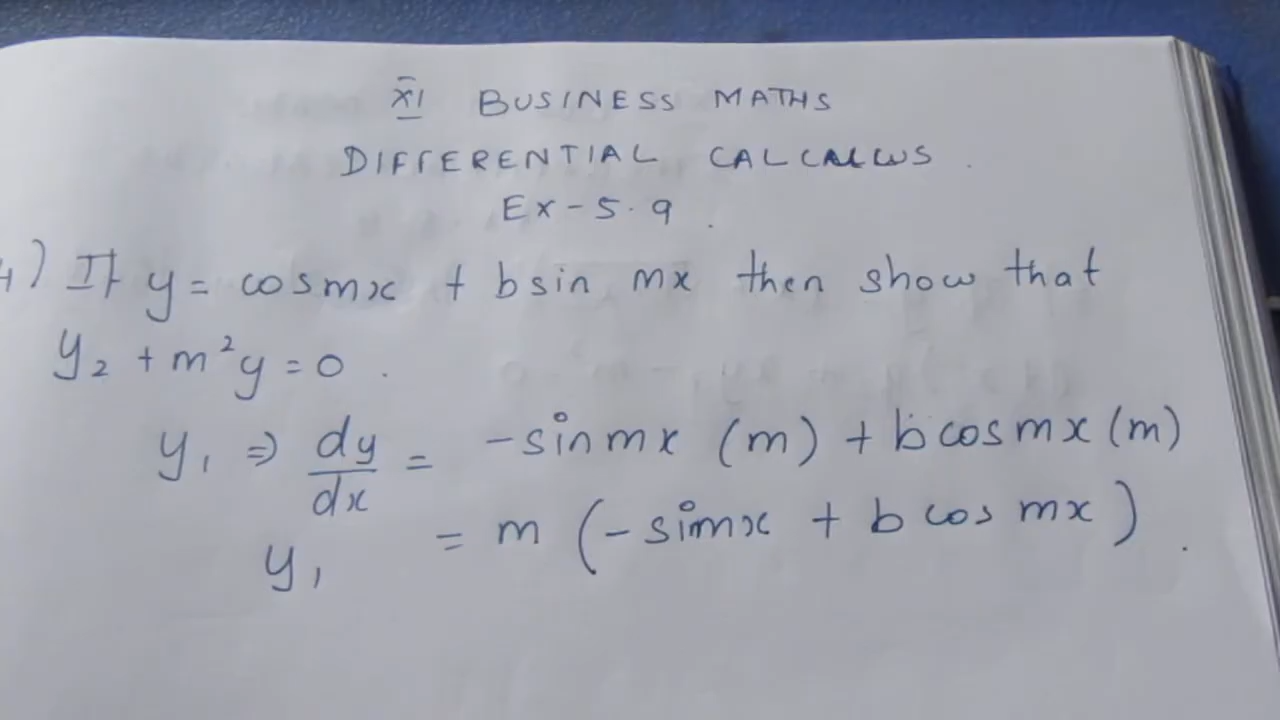 XI BUSINESS MATHS
DIFFERENTIAL CALCALUS.
Ex-5.9.
4) If y = cosmx + bsin mx then show that
y₂ + m²y = 0.
y₁ ⇒ dy/dx = -sinmx (m) + bcosmx (m)
y₁ = m (-simx + b cos mx).